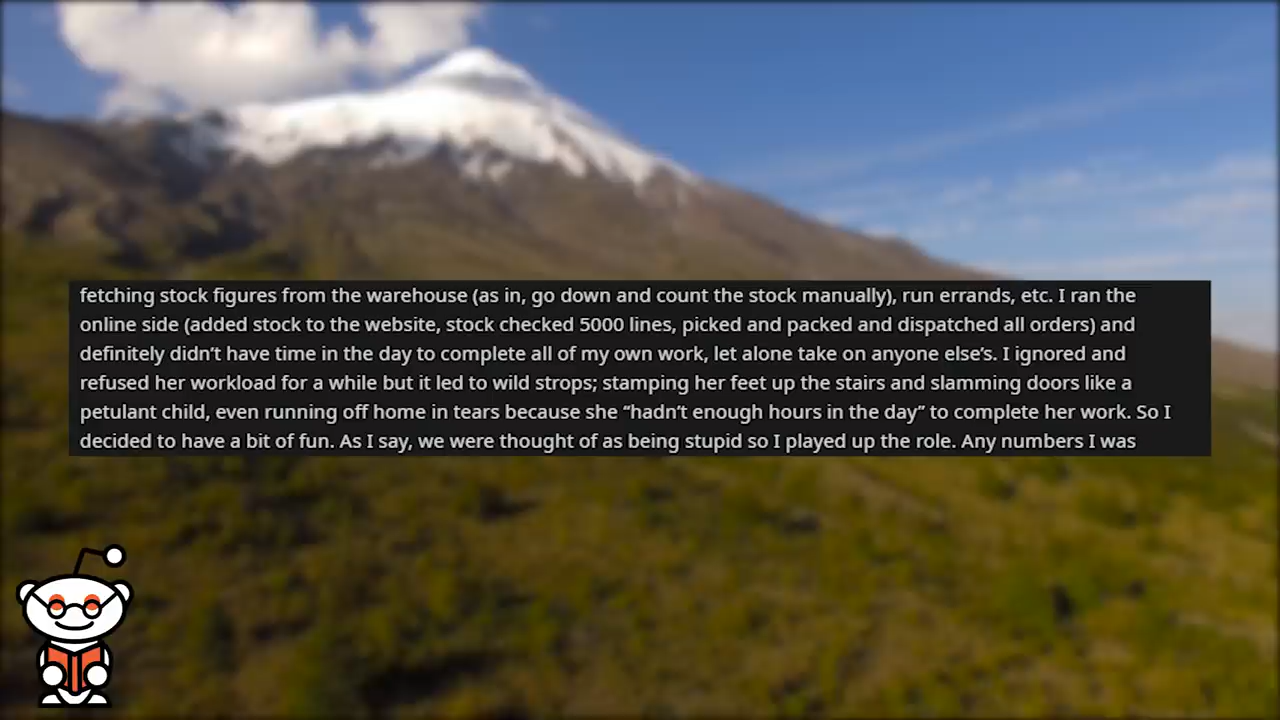 fetching stock figures from the warehouse (as in, go down and count the stock manually), run errands, etc. I ran the
online side (added stock to the website, stock checked 5000 lines, picked and packed and dispatched all orders) and
definitely didn’t have time in the day to complete all of my own work, let alone take on anyone else’s. I ignored and
refused her workload for a while but it led to wild strops; stamping her feet up the stairs and slamming doors like a
petulant child, even running off home in tears because she “hadn’t enough hours in the day” to complete her work. So I
decided to have a bit of fun. As I say, we were thought of as being stupid so I played up the role. Any numbers I was